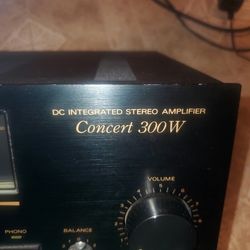 DC INTEGRATED STEREO AMPLIFIER
Concert 300W
VOLUME
PHONO
BALANCE